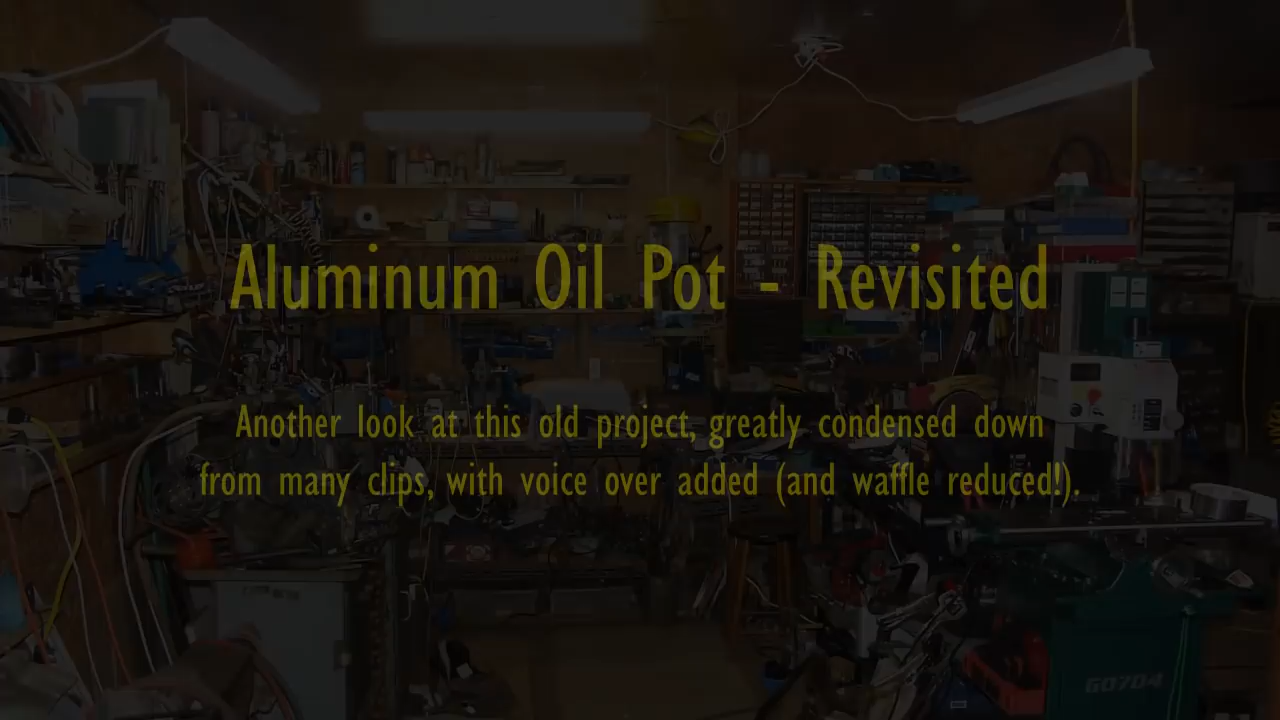 Aluminum Oil Pot - Revisited
Another look at this old project, greatly condensed down
from many clips, with voice over added (and waffle reduced!).
G0704